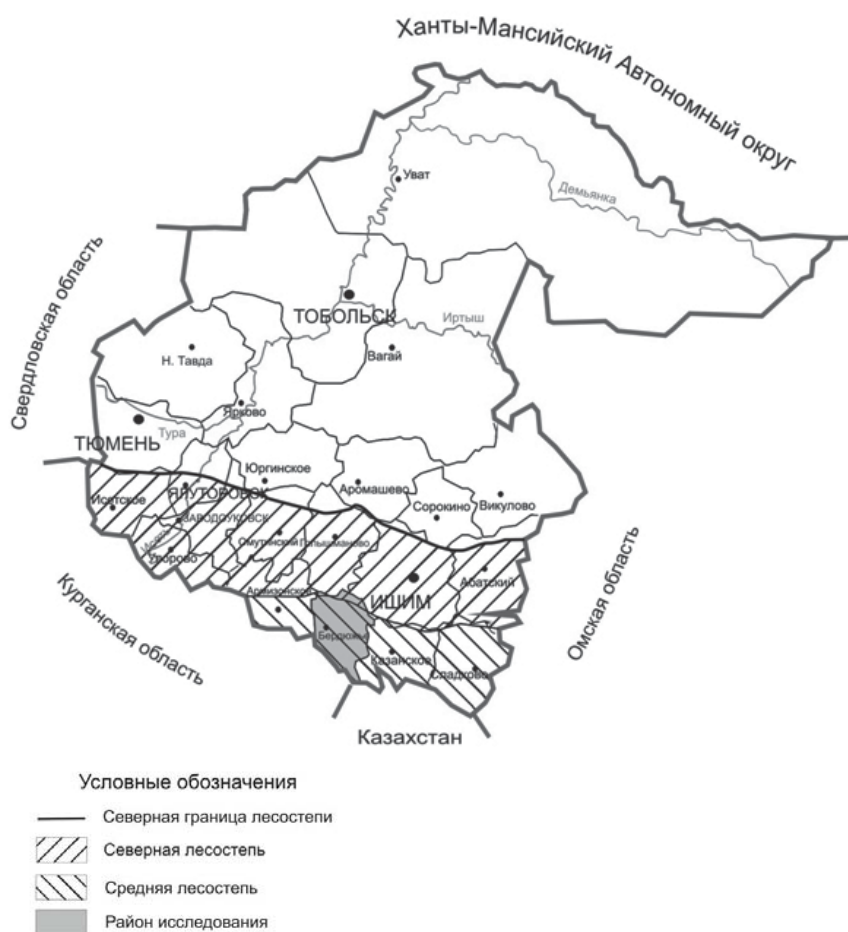 Ханты-Мансийский Автономный округ
Уват
Демьянка
Свердловская область
ТОБОЛЬСК
Иртыш
Н. Тавда
Вагай
Ярково
Тура
ТЮМЕНЬ
Юргинское
Аромашево
Сорокино
Викулово
Исетское
ЯЛУТОРОВСК
ЗАВОДОУКОВСК
Исеть
Омутинский
Голышманово
Упорово
Абатский
Армизонское
ИШИМ
Бердюжье
Казанское
Сладково
Курганская область
Омская область
Казахстан
Условные обозначения
Северная граница лесостепи
Северная лесостепь
Средняя лесостепь
Район исследования